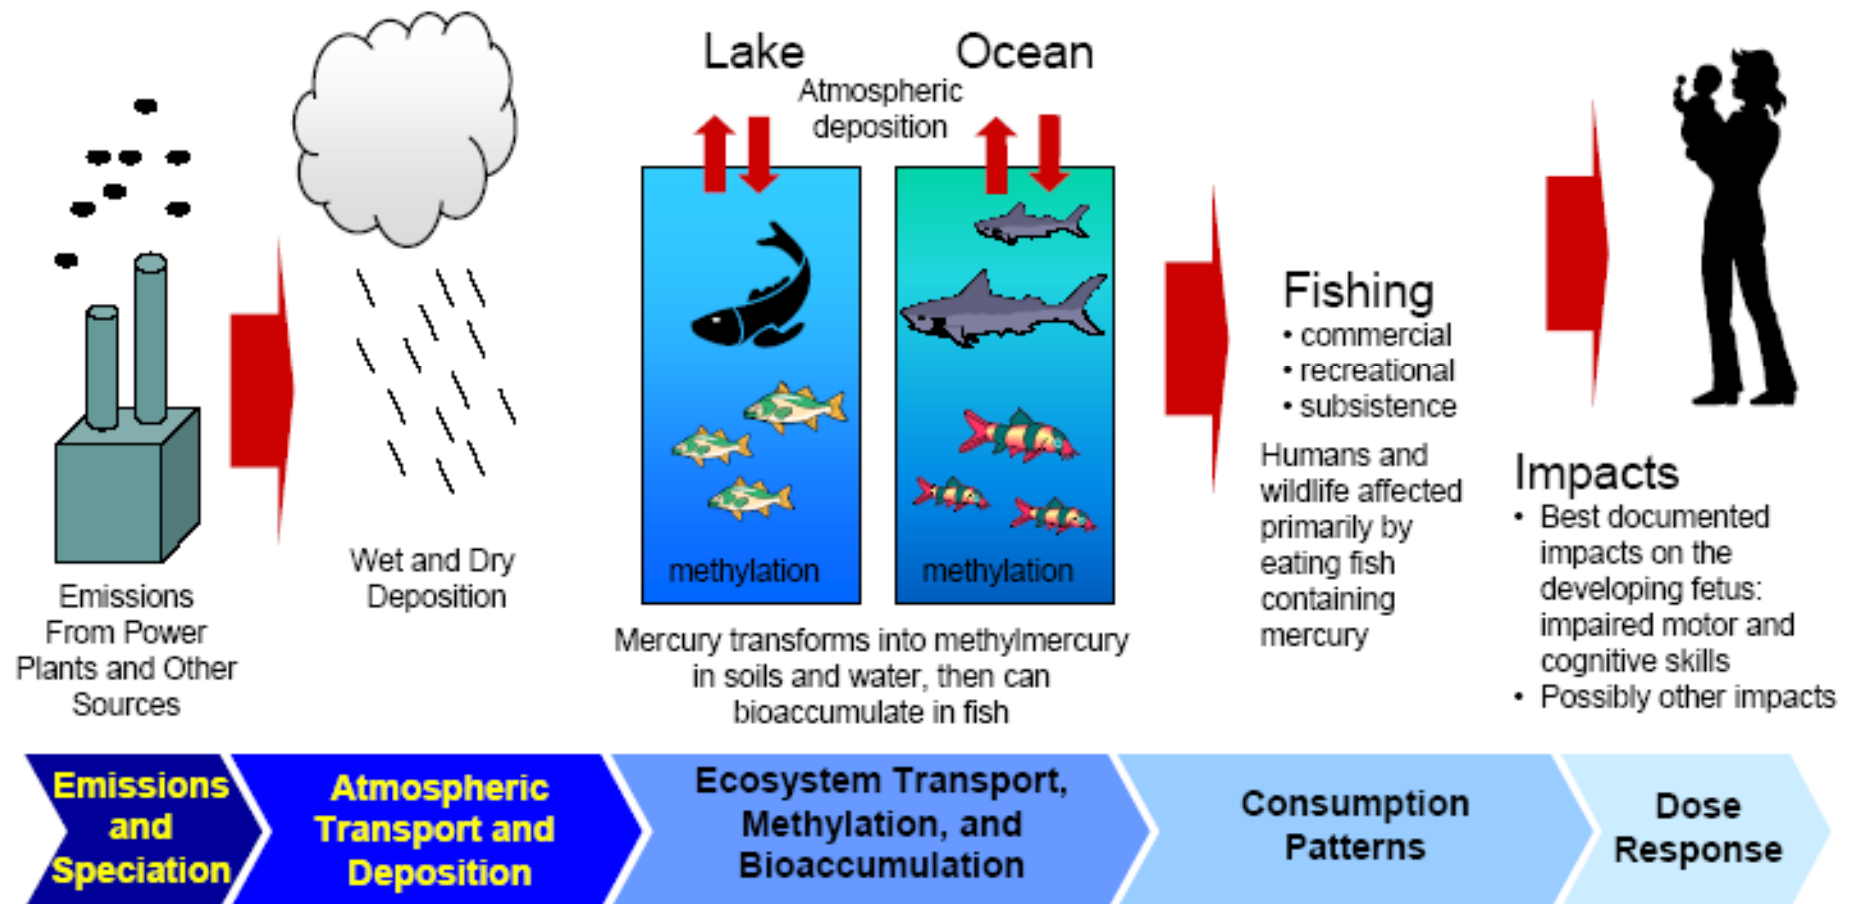 Emissions
From Power
Plants and Other
Sources
Wet and Dry
Deposition
Lake
Ocean
Atmospheric
deposition
methylation
methylation
Mercury transforms into methylmercury
in soils and water, then can
bioaccumulate in fish
Fishing
• commercial
• recreational
• subsistence
Humans and
wildlife affected
primarily by
eating fish
containing
mercury
Impacts
• Best documented
impacts on the
developing fetus:
impaired motor and
cognitive skills
• Possibly other impacts
Emissions
and
Speciation
Atmospheric
Transport and
Deposition
Ecosystem Transport,
Methylation, and
Bioaccumulation
Consumption
Patterns
Dose
Response